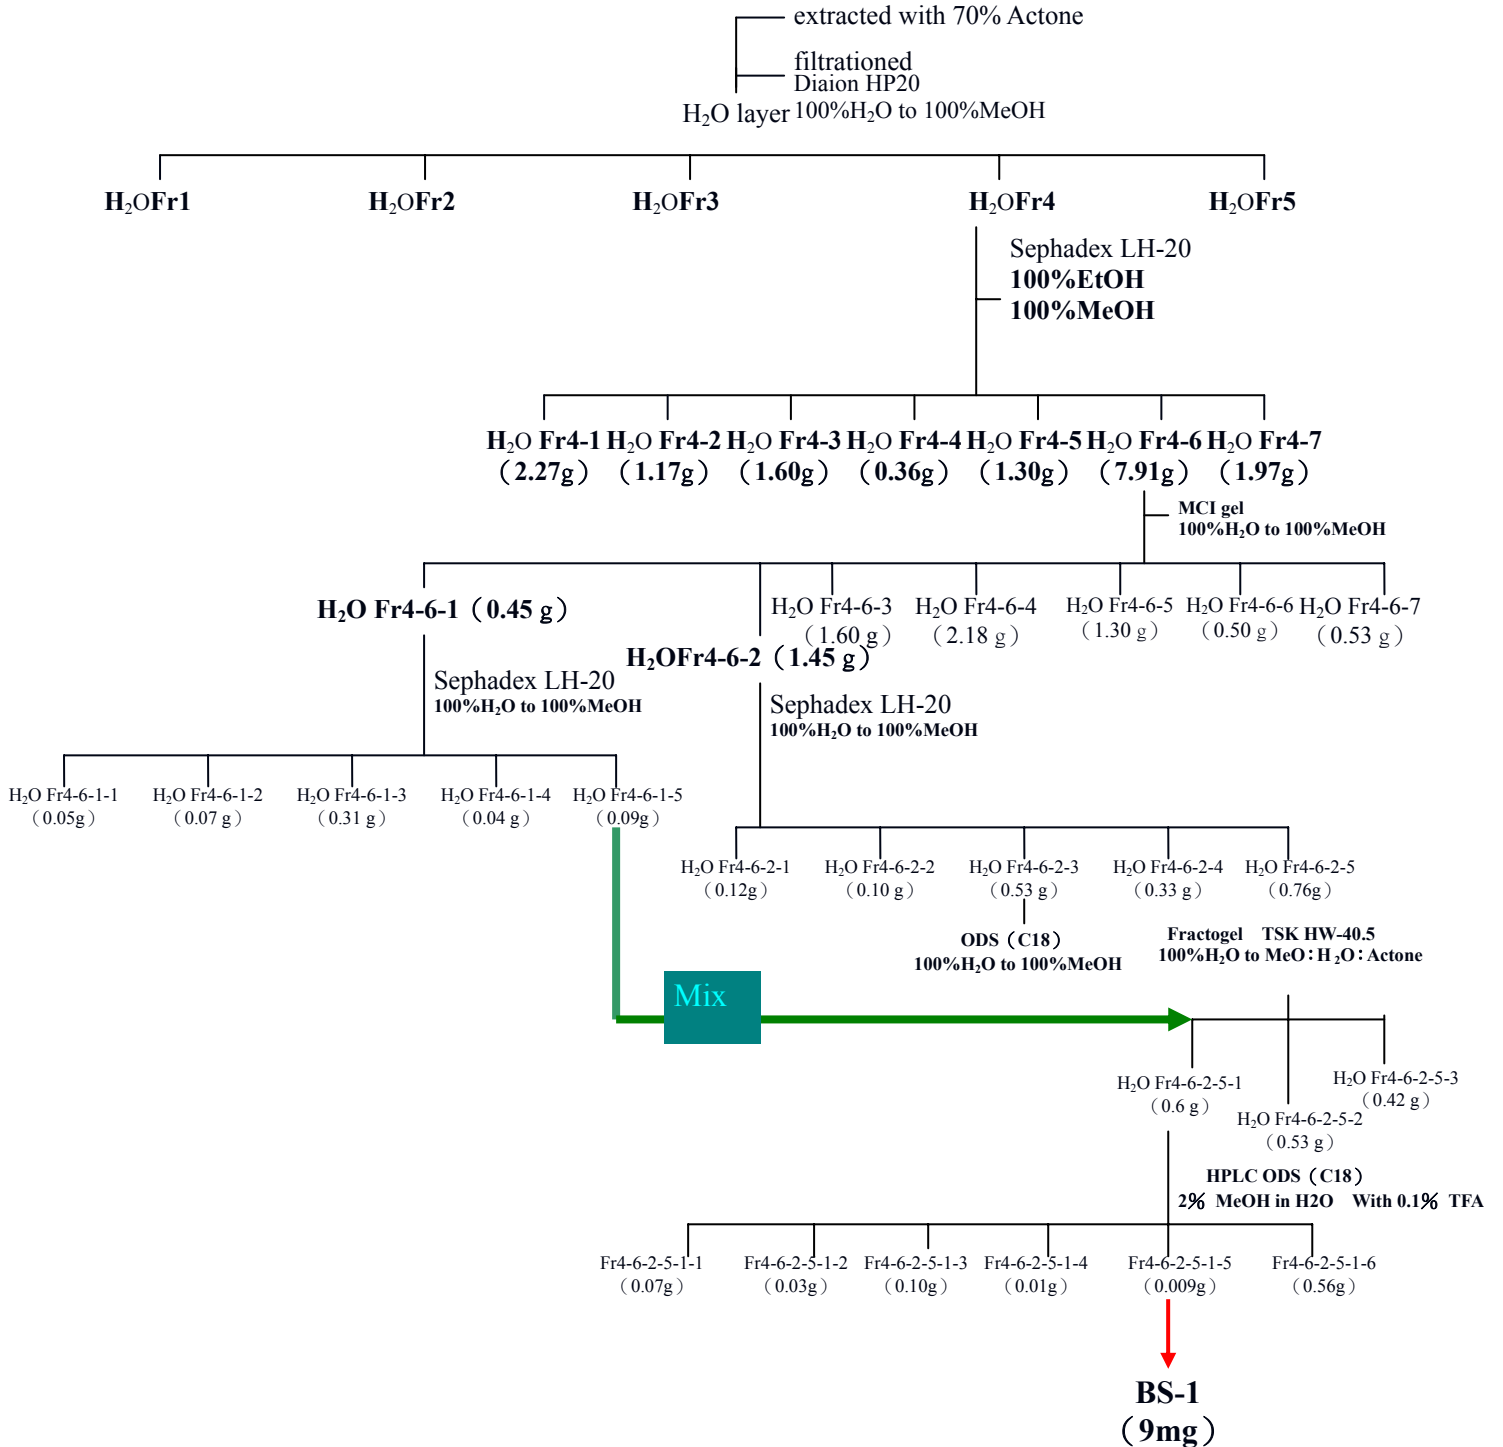 extracted with 70% Actone
filtrationed
Diaion HP20
H₂O layer 100%H₂O to 100%MeOH
H₂OFr1 H₂OFr2 H₂OFr3 H₂OFr4 H₂OFr5
Sephadex LH-20
100%EtOH
100%MeOH
H₂O Fr4-1 H₂O Fr4-2 H₂O Fr4-3 H₂O Fr4-4 H₂O Fr4-5 H₂O Fr4-6 H₂O Fr4-7
（2.27g）（1.17g）（1.60g）（0.36g）（1.30g）（7.91g）（1.97g）
MCI gel
100%H₂O to 100%MeOH
H₂O Fr4-6-1（0.45 g）
H₂O Fr4-6-3 H₂O Fr4-6-4 H₂O Fr4-6-5 H₂O Fr4-6-6 H₂O Fr4-6-7
（1.60 g）（2.18 g）（1.30 g）（0.50 g）（0.53 g）
H₂OFr4-6-2（1.45 g）
Sephadex LH-20
100%H₂O to 100%MeOH
Sephadex LH-20
100%H₂O to 100%MeOH
H₂O Fr4-6-1-1 H₂O Fr4-6-1-2 H₂O Fr4-6-1-3 H₂O Fr4-6-1-4 H₂O Fr4-6-1-5
（0.05g）（0.07 g）（0.31 g）（0.04 g）（0.09g）
H₂O Fr4-6-2-1 H₂O Fr4-6-2-2 H₂O Fr4-6-2-3 H₂O Fr4-6-2-4 H₂O Fr4-6-2-5
（0.12g）（0.10 g）（0.53 g）（0.33 g）（0.76g）
ODS（C18）
100%H₂O to 100%MeOH
Fractogel TSK HW-40.5
100%H₂O to MeO：H₂O：Actone
Mix
H₂O Fr4-6-2-5-1
（0.6 g）
H₂O Fr4-6-2-5-3
（0.42 g）
H₂O Fr4-6-2-5-2
（0.53 g）
HPLC ODS（C18）
2% MeOH in H2O With 0.1% TFA
Fr4-6-2-5-1-1 Fr4-6-2-5-1-2 Fr4-6-2-5-1-3 Fr4-6-2-5-1-4 Fr4-6-2-5-1-5 Fr4-6-2-5-1-6
（0.07g）（0.03g）（0.10g）（0.01g）（0.009g）（0.56g）
BS-1
（9mg）